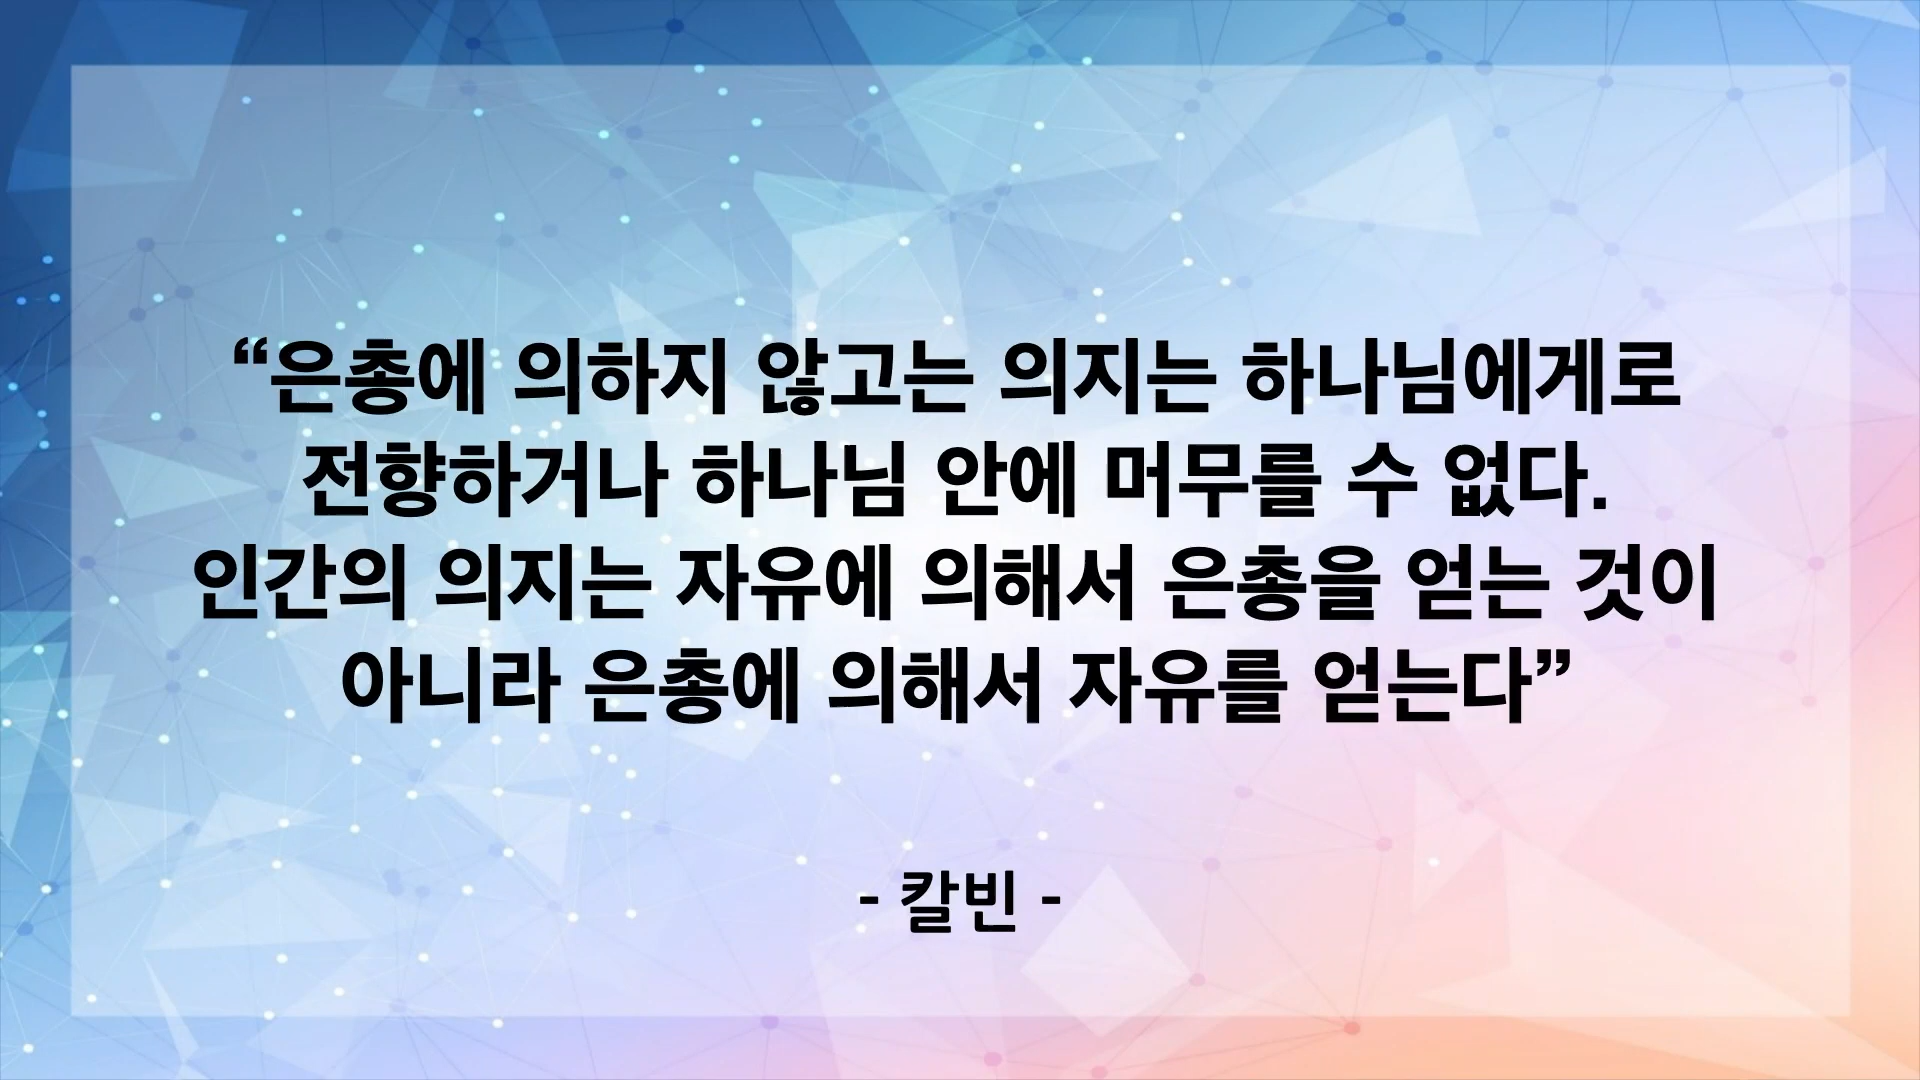 “은총에 의하지 않고는 의지는 하나님에게로
전향하거나 하나님 안에 머무를 수 없다.
인간의 의지는 자유에 의해서 은총을 얻는 것이
아니라 은총에 의해서 자유를 얻는다”
- 칼빈 -